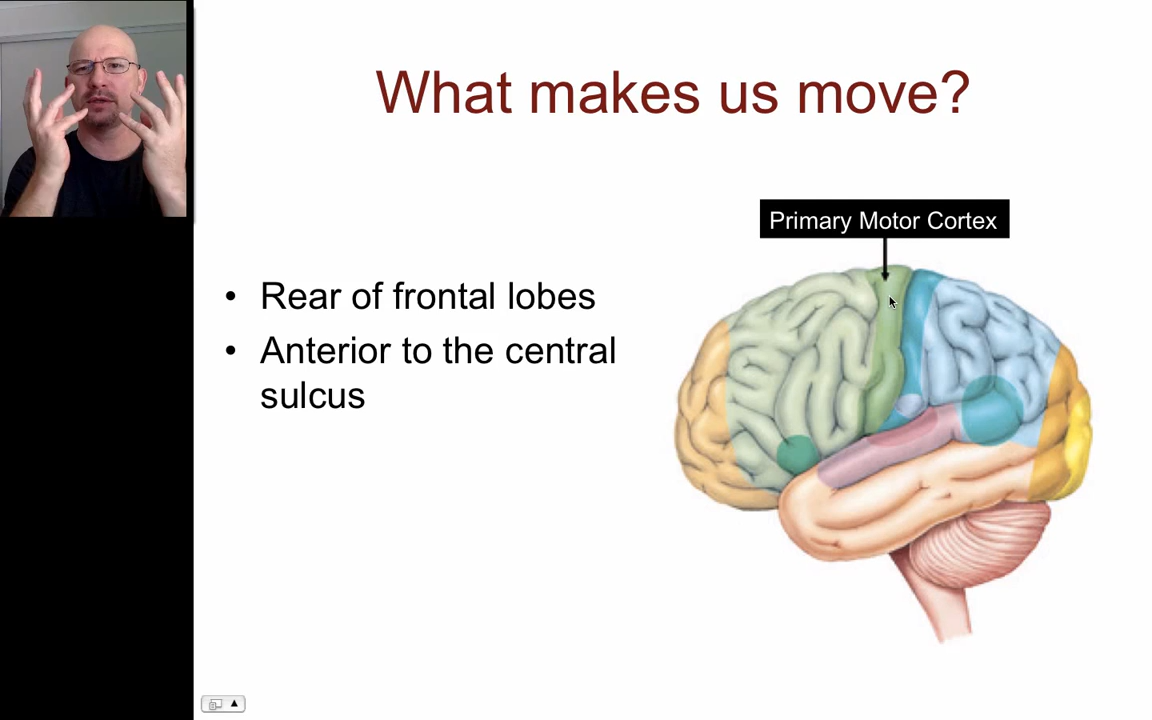 What makes us move?
Primary Motor Cortex
• Rear of frontal lobes
• Anterior to the central
sulcus